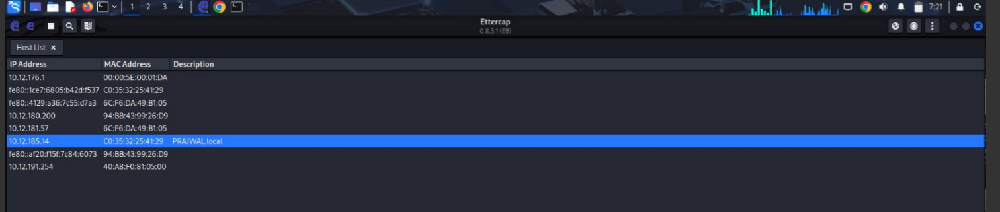 1 2 3 4 7:21
Ettercap
0.8.3.1 (EB)
Host List ×
IP Address MAC Address Description
10.12.176.1 00:00:5E:00:01:DA
fe80::1ce7:6805:b42d:f537 C0:35:32:25:41:29
fe80::4129:a36:7c55:d7a3 6C:F6:DA:49:B1:05
10.12.180.200 94:BB:43:99:26:D9
10.12.181.57 6C:F6:DA:49:B1:05
10.12.185.14 C0:35:32:25:41:29 PRAJWAL.local
fe80::af20:f15f:7c84:6073 94:BB:43:99:26:D9
10.12.191.254 40:A8:F0:81:05:00